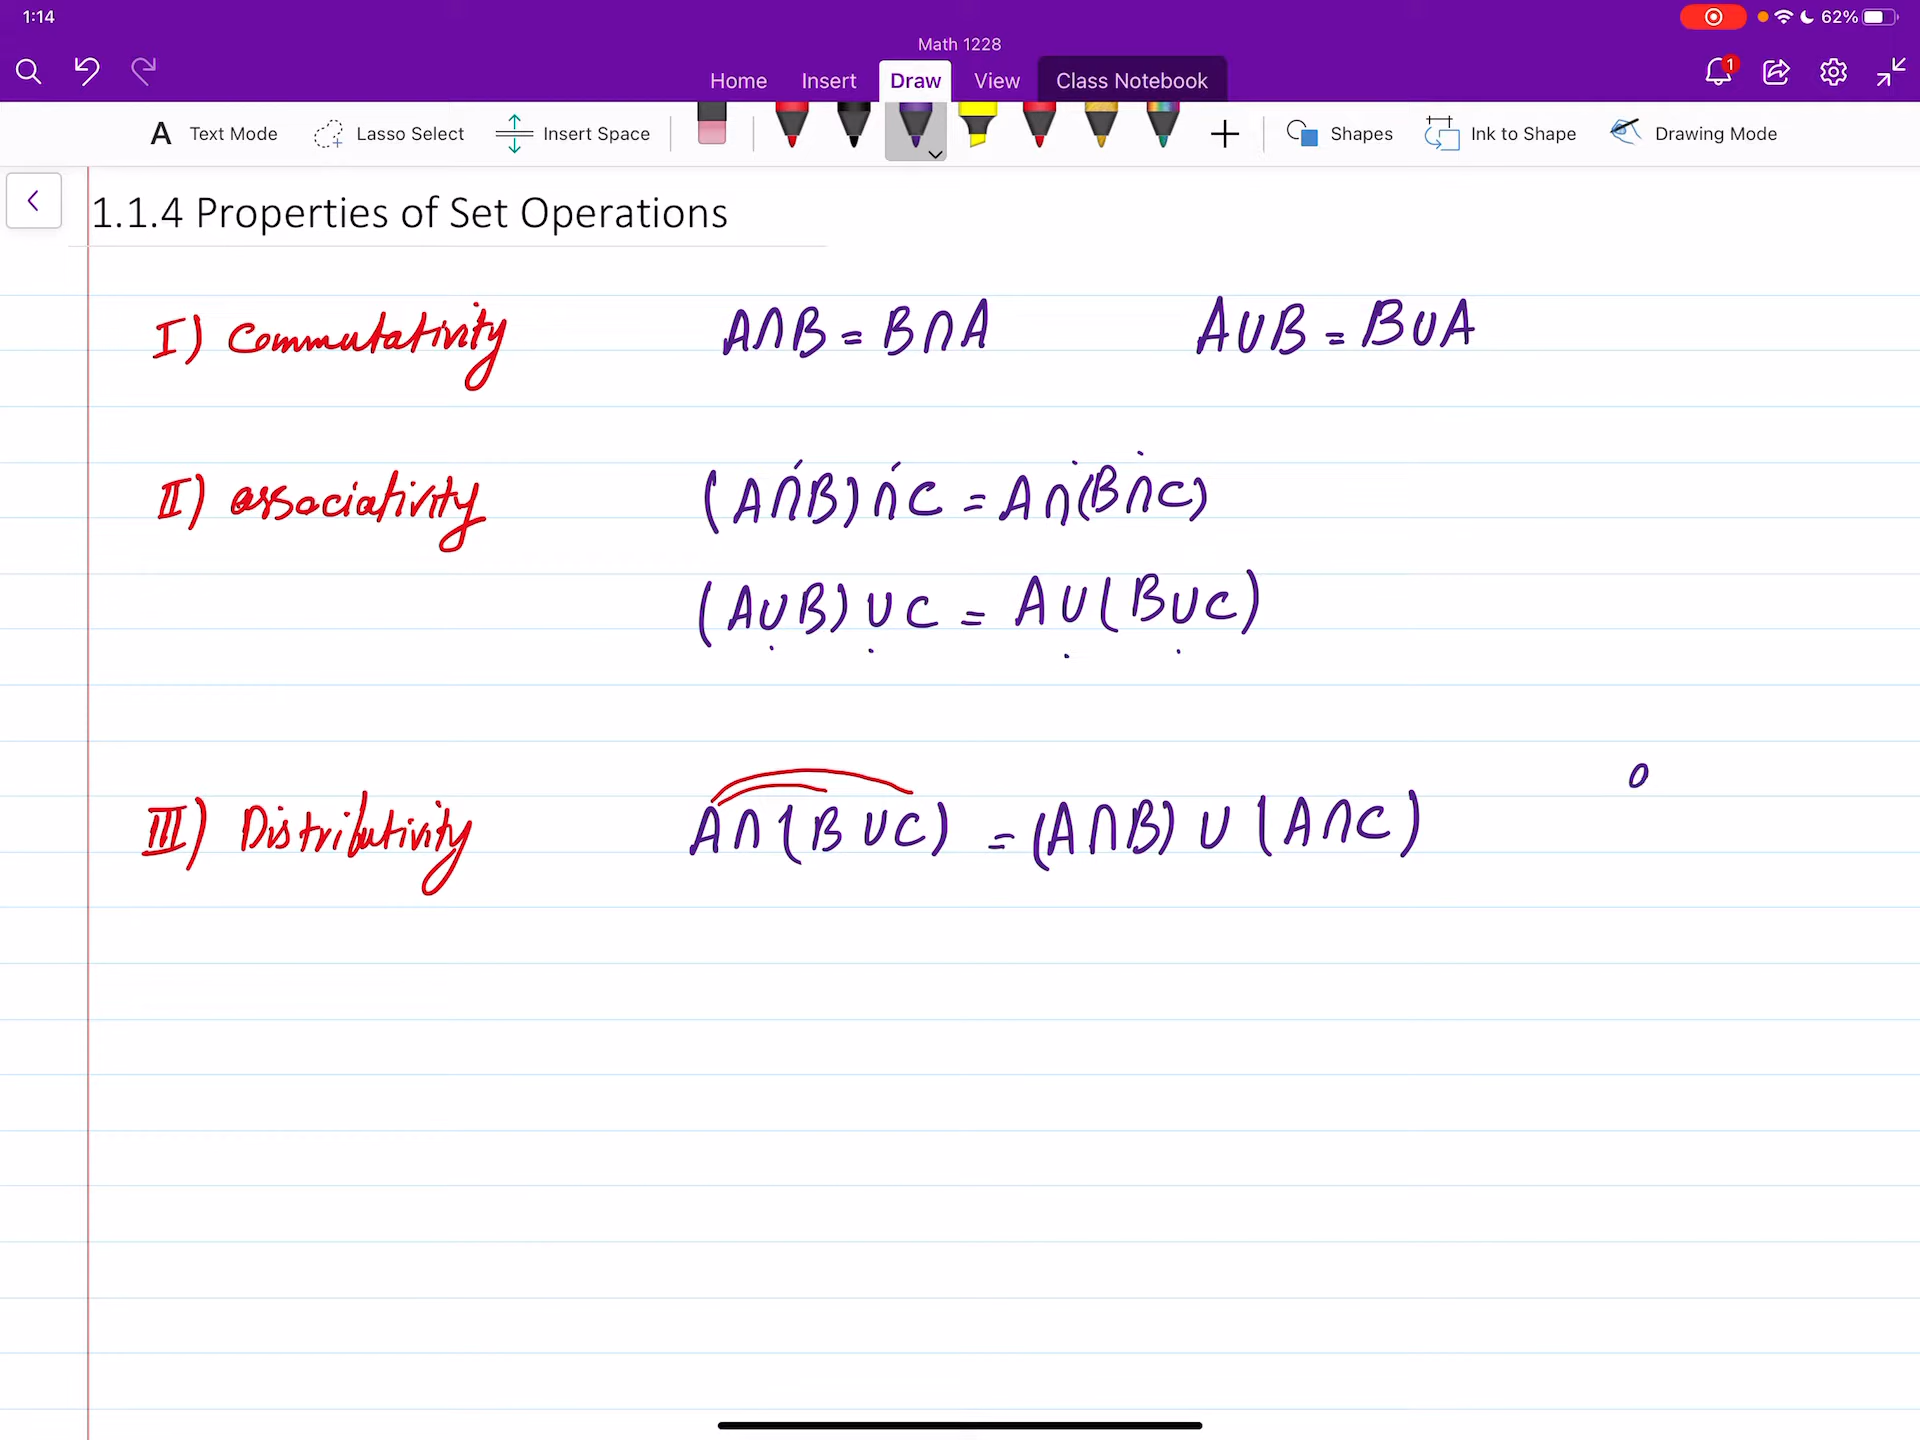 1:14
62%
Math 1228
1
Home Insert Draw View Class Notebook
A Text Mode Lasso Select Insert Space Shapes Ink to Shape Drawing Mode
1.1.4 Properties of Set Operations
I) Commutativity A∩B = B∩A A∪B = B∪A
II) associativity (A∩B)∩C = A∩(B∩C)
(A∪B)∪C = A∪(B∪C)
III) Distributivity A∩(B∪C) = (A∩B)∪(A∩C)